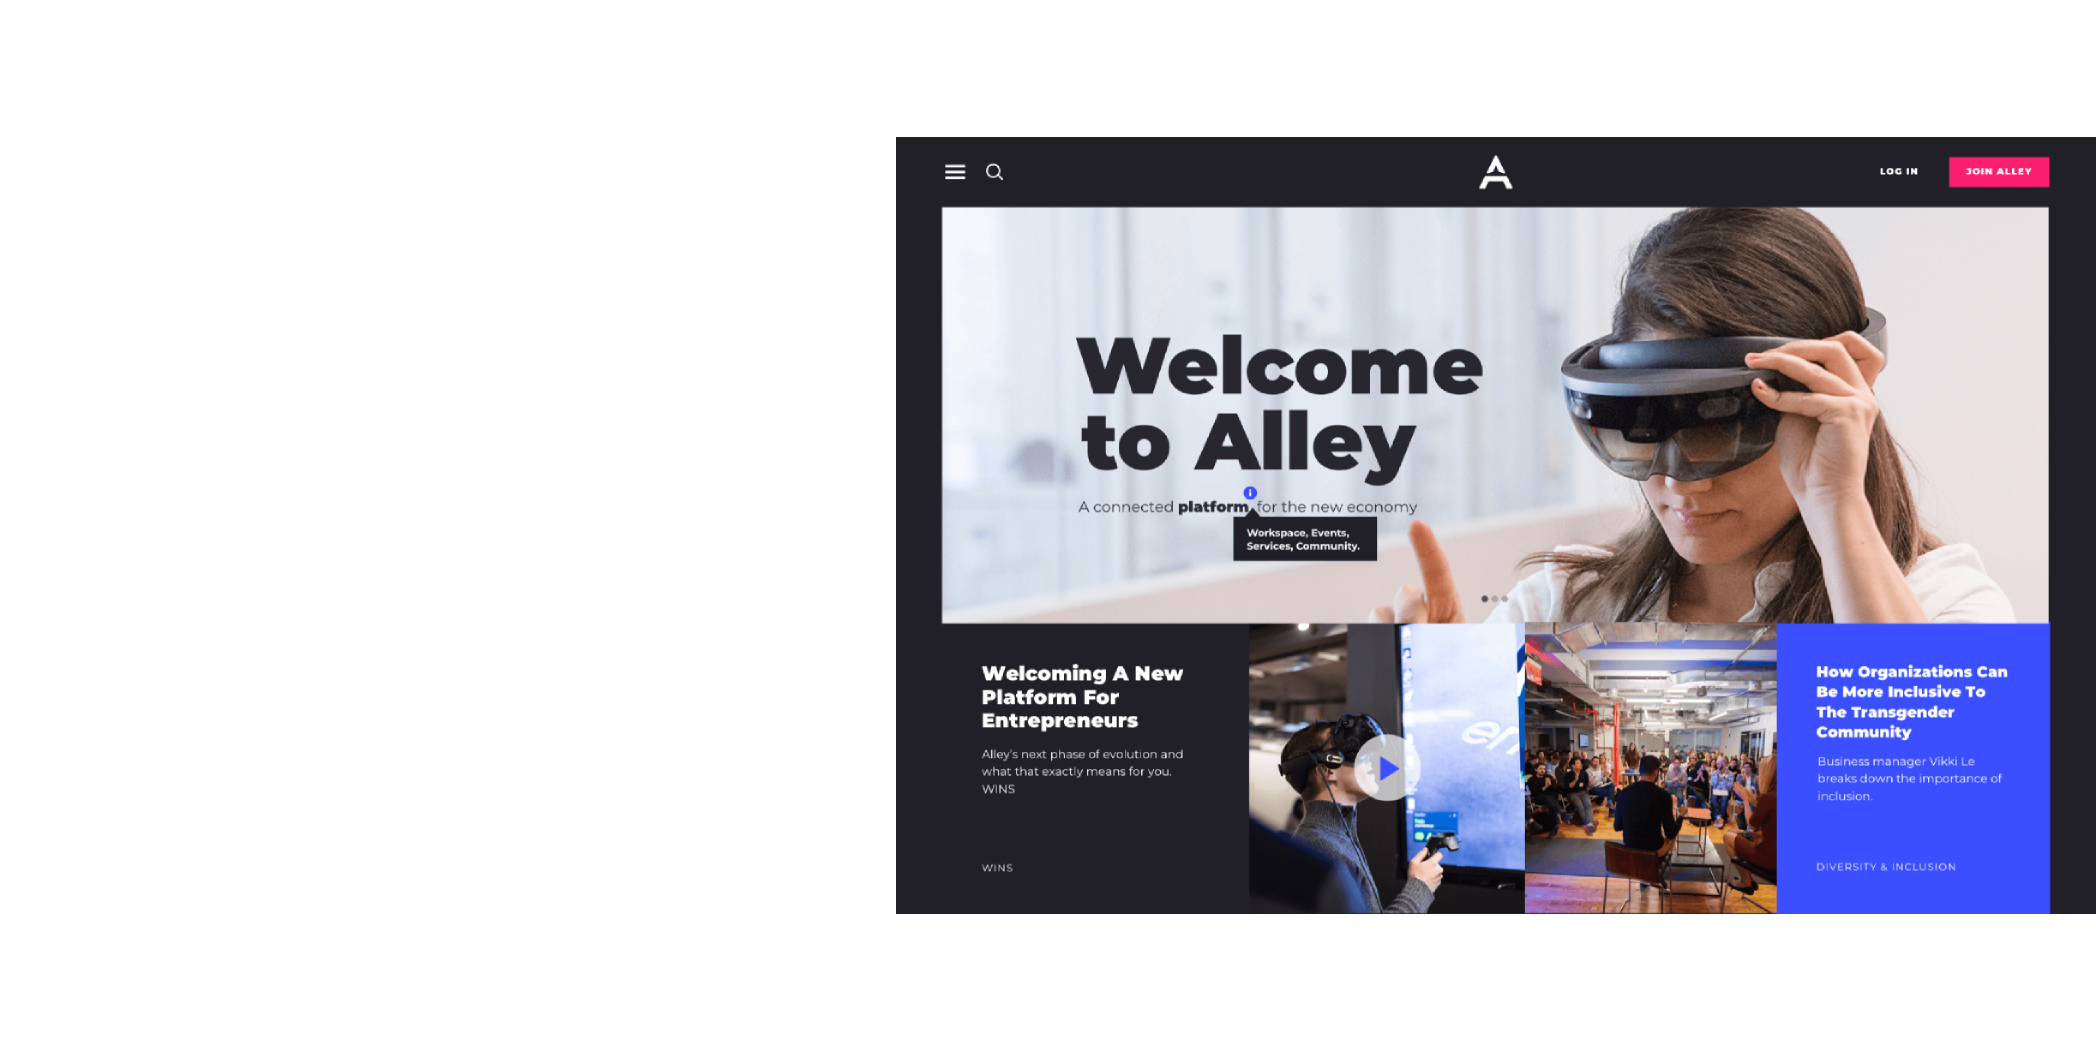 LOG IN
JOIN ALLEY
Welcome
to Alley
A connected platform for the new economy
Workspace, Events,
Services, Community.
Welcoming A New
Platform For
Entrepreneurs
Alley's next phase of evolution and
what that exactly means for you.
WINS
WINS
How Organizations Can
Be More Inclusive To
The Transgender
Community
Business manager Vikki Le
breaks down the importance of
inclusion.
DIVERSITY & INCLUSION